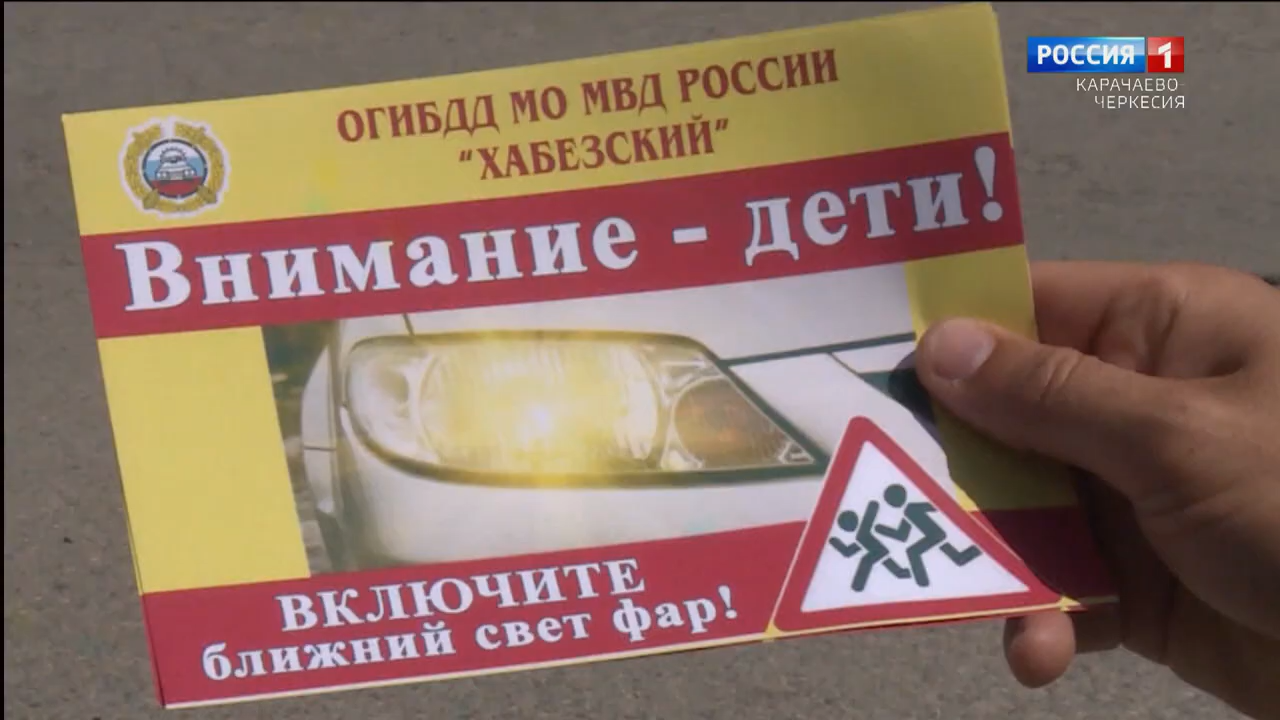 РОССИЯ 1
КАРАЧАЕВО-
ЧЕРКЕСИЯ
ОГИБДД МО МВД РОССИИ
"ХАБЕЗСКИЙ"
Внимание - дети!
ВКЛЮЧИТЕ
ближний свет фар!